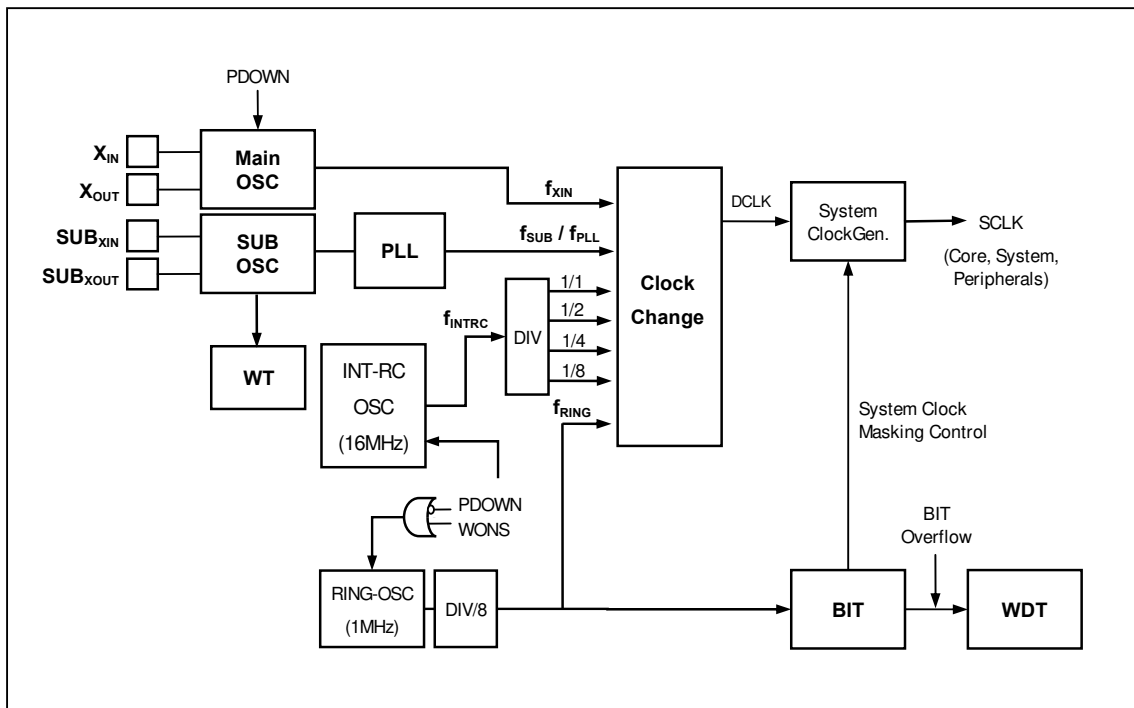 PDOWN
XIN
XOUT
Main
OSC
SUBXIN
SUBXOUT
SUB
OSC
PLL
WT
fXIN
fSUB / fPLL
fINTRC
DIV
1/1
1/2
1/4
1/8
fRING
INT-RC
OSC
(16MHz)
PDOWN
WONS
RING-OSC
(1MHz)
DIV/8
Clock
Change
DCLK
System
ClockGen.
SCLK
(Core, System,
Peripherals)
System Clock
Masking Control
BIT
BIT
Overflow
WDT